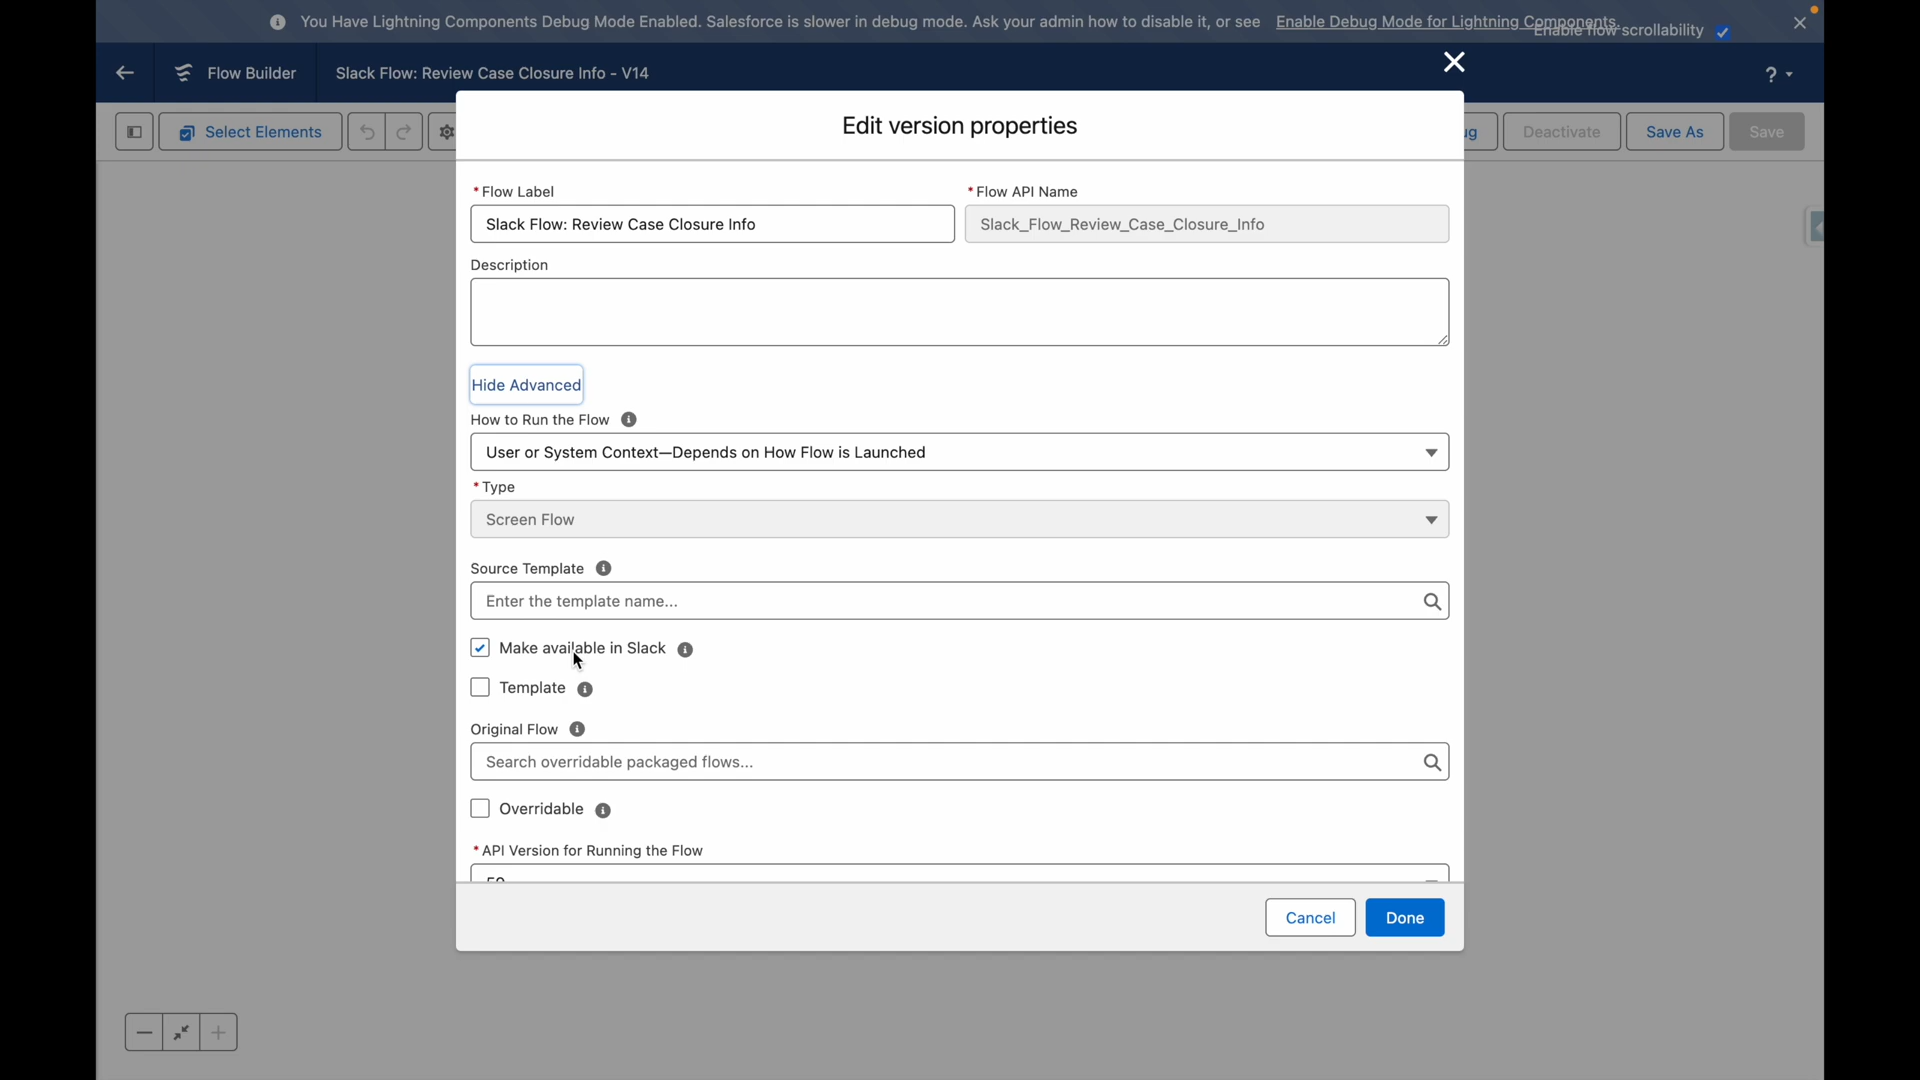 You Have Lightning Components Debug Mode Enabled. Salesforce is slower in debug mode. Ask your admin how to disable it, or see Enable Debug Mode for Lightning Components.
Enable flow scrollability
Flow Builder
Slack Flow: Review Case Closure Info - V14
?
Select Elements
ug
Deactivate
Save As
Save
Edit version properties
* Flow Label
* Flow API Name
Slack Flow: Review Case Closure Info
Slack_Flow_Review_Case_Closure_Info
Description
Hide Advanced
How to Run the Flow
User or System Context—Depends on How Flow is Launched
* Type
Screen Flow
Source Template
Enter the template name...
Make available in Slack
Template
Original Flow
Search overridable packaged flows...
Overridable
* API Version for Running the Flow
Cancel
Done